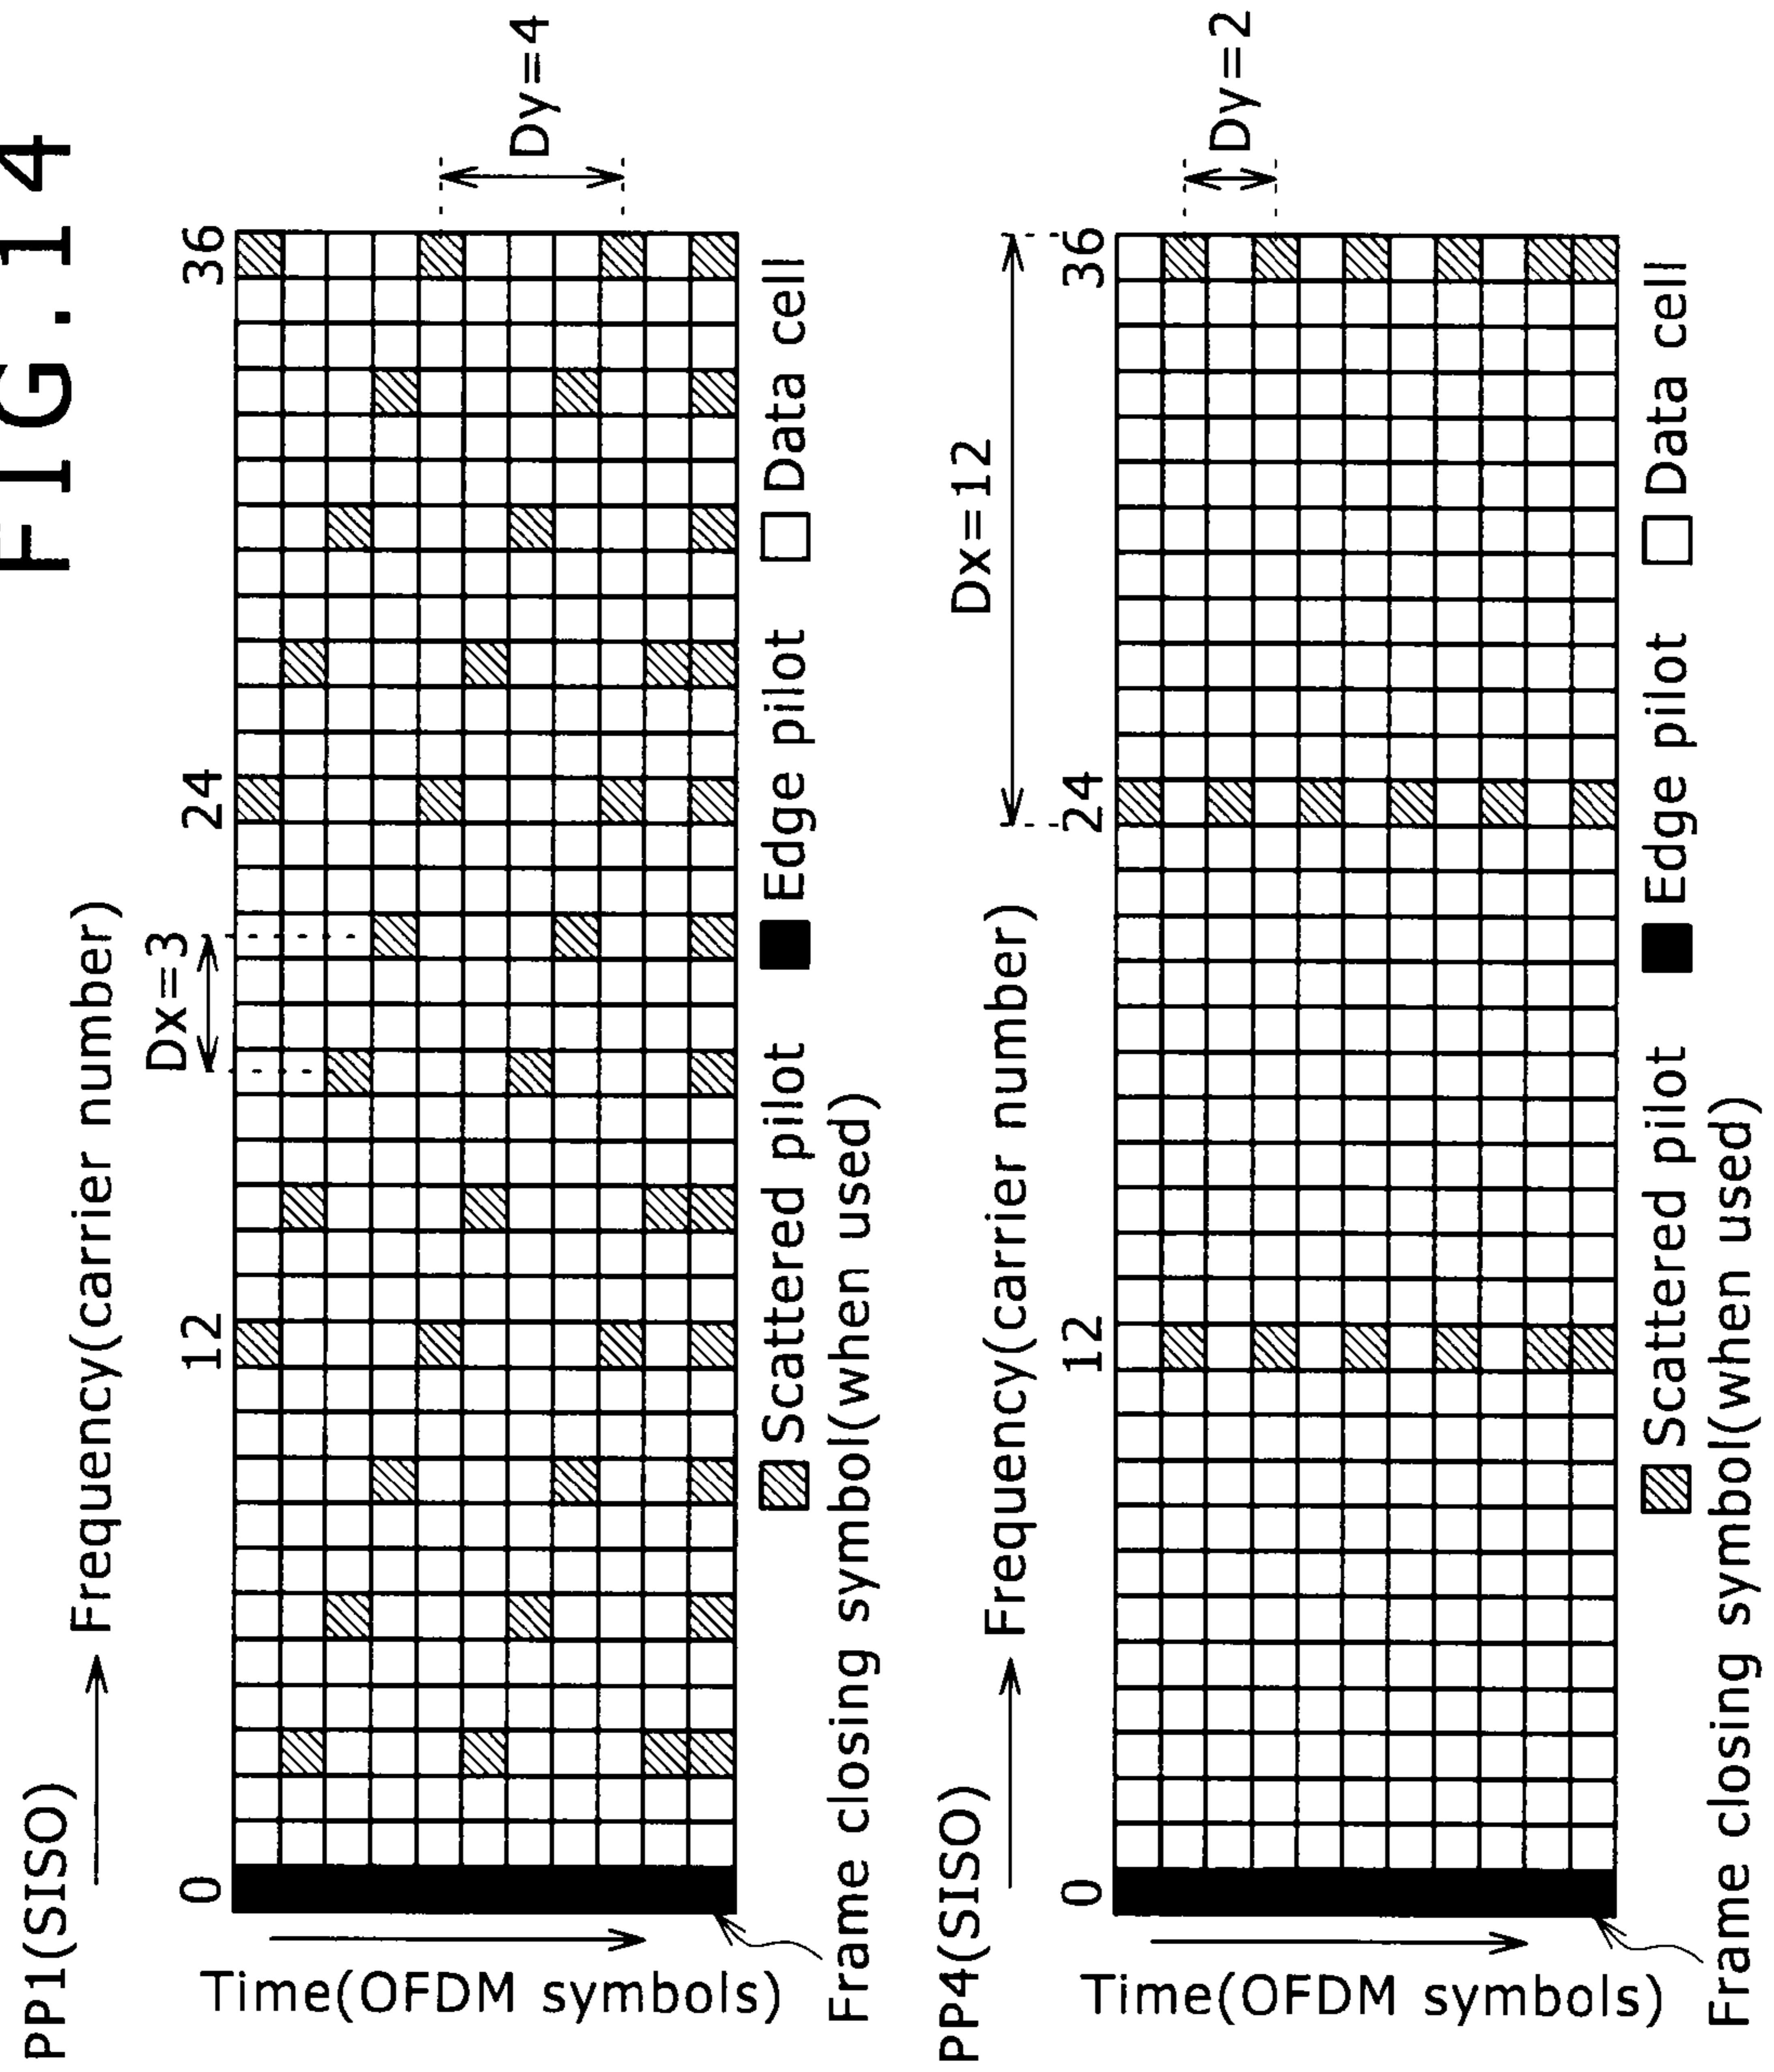 FIG.14
PP1(SISO)
Frequency(carrier number)
Dx=3
0 12 24 36
Time(OFDM symbols)
Dy=4
Scattered pilot Edge pilot Data cell
Frame closing symbol(when used)
PP4(SISO)
Frequency(carrier number)
Dx=12
0 12 24 36
Time(OFDM symbols)
Dy=2
Scattered pilot Edge pilot Data cell
Frame closing symbol(when used)